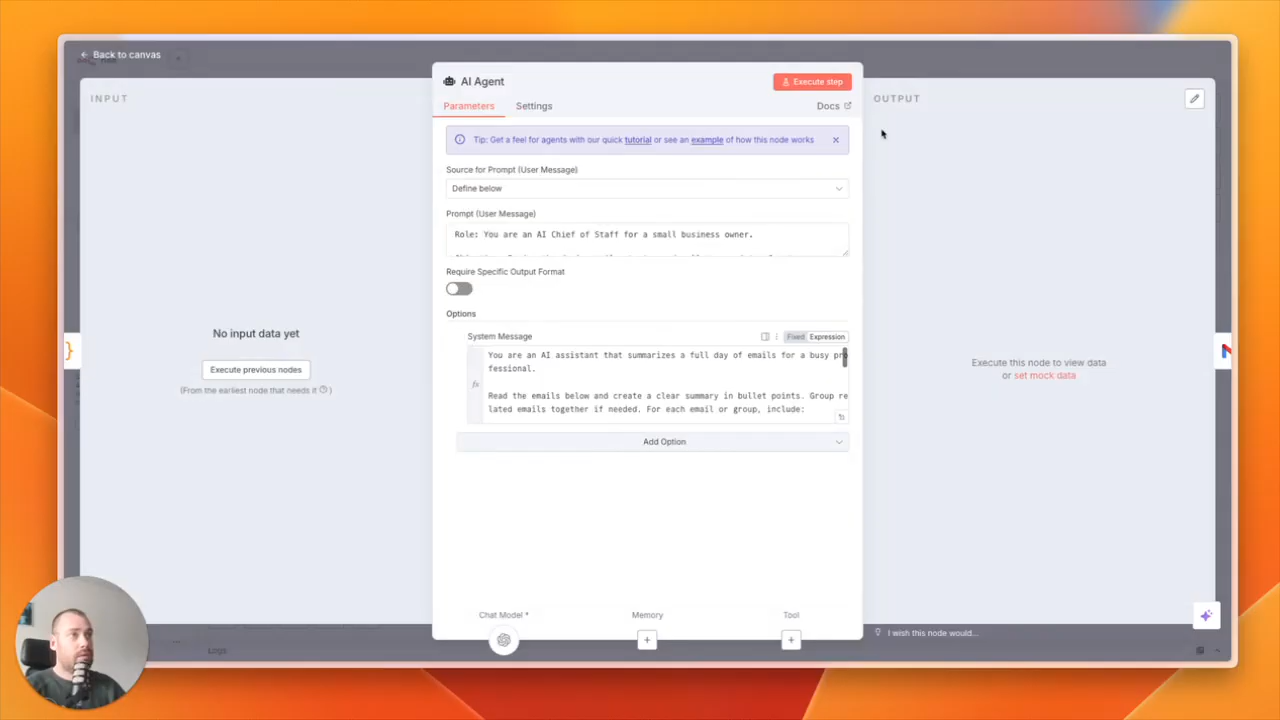 Back to canvas
INPUT
No input data yet
Execute previous nodes
(From the earliest node that needs it )
AI Agent
Execute step
Parameters
Settings
Docs
Tip: Get a feel for agents with our quick tutorial or see an example of how this node works
Source for Prompt (User Message)
Define below
Prompt (User Message)
Role: You are an AI Chief of Staff for a small business owner.
Require Specific Output Format
Options
System Message
Fixed
Expression
You are an AI assistant that summarizes a full day of emails for a busy pro
fessional.
Read the emails below and create a clear summary in bullet points. Group re
lated emails together if needed. For each email or group, include:
Add Option
Chat Model *
Memory
Tool
OUTPUT
Execute this node to view data
or set mock data
I wish this node would...
Logs